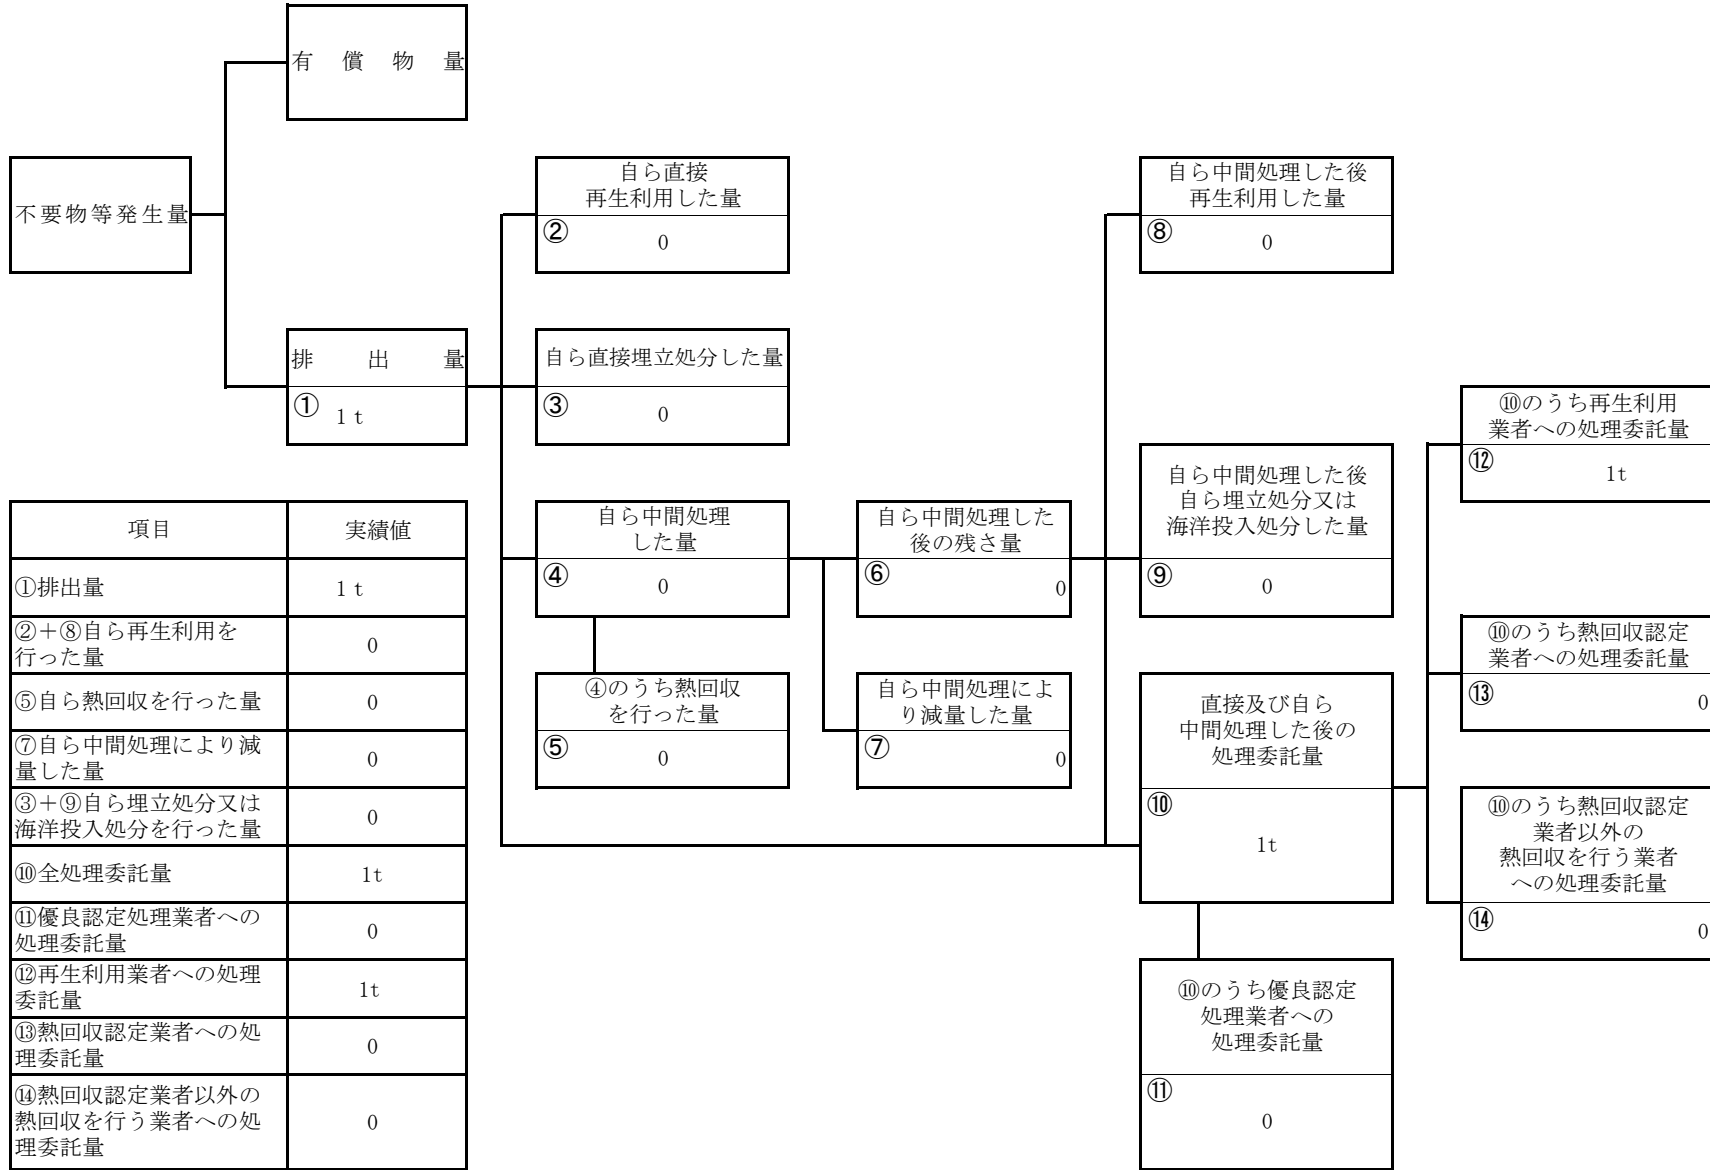 有償物量
不要物等発生量
排出量
① 1 t
自ら直接
再生利用した量
② 0
自ら直接埋立処分した量
③ 0
自ら中間処理
した量
④ 0
④のうち熱回収
を行った量
⑤ 0
自ら中間処理した
後の残さ量
⑥ 0
自ら中間処理によ
り減量した量
⑦ 0
自ら中間処理した後
再生利用した量
⑧ 0
自ら中間処理した後
自ら埋立処分又は
海洋投入処分した量
⑨ 0
直接及び自ら
中間処理した後の
処理委託量
⑩
1t
⑩のうち優良認定
処理業者への
処理委託量
⑪
0
⑩のうち再生利用
業者への処理委託量
⑫ 1t
⑩のうち熱回収認定
業者への処理委託量
⑬ 0
⑩のうち熱回収認定
業者以外の
熱回収を行う業者
への処理委託量
⑭ 0
項目 実績値
①排出量 1 t
②＋⑧自ら再生利用を
行った量 0
⑤自ら熱回収を行った量 0
⑦自ら中間処理により減
量した量 0
③＋⑨自ら埋立処分又は
海洋投入処分を行った量 0
⑩全処理委託量 1t
⑪優良認定処理業者への
処理委託量 0
⑫再生利用業者への処理
委託量 1t
⑬熱回収認定業者への処
理委託量 0
⑭熱回収認定業者以外の
熱回収を行う業者への処
理委託量 0